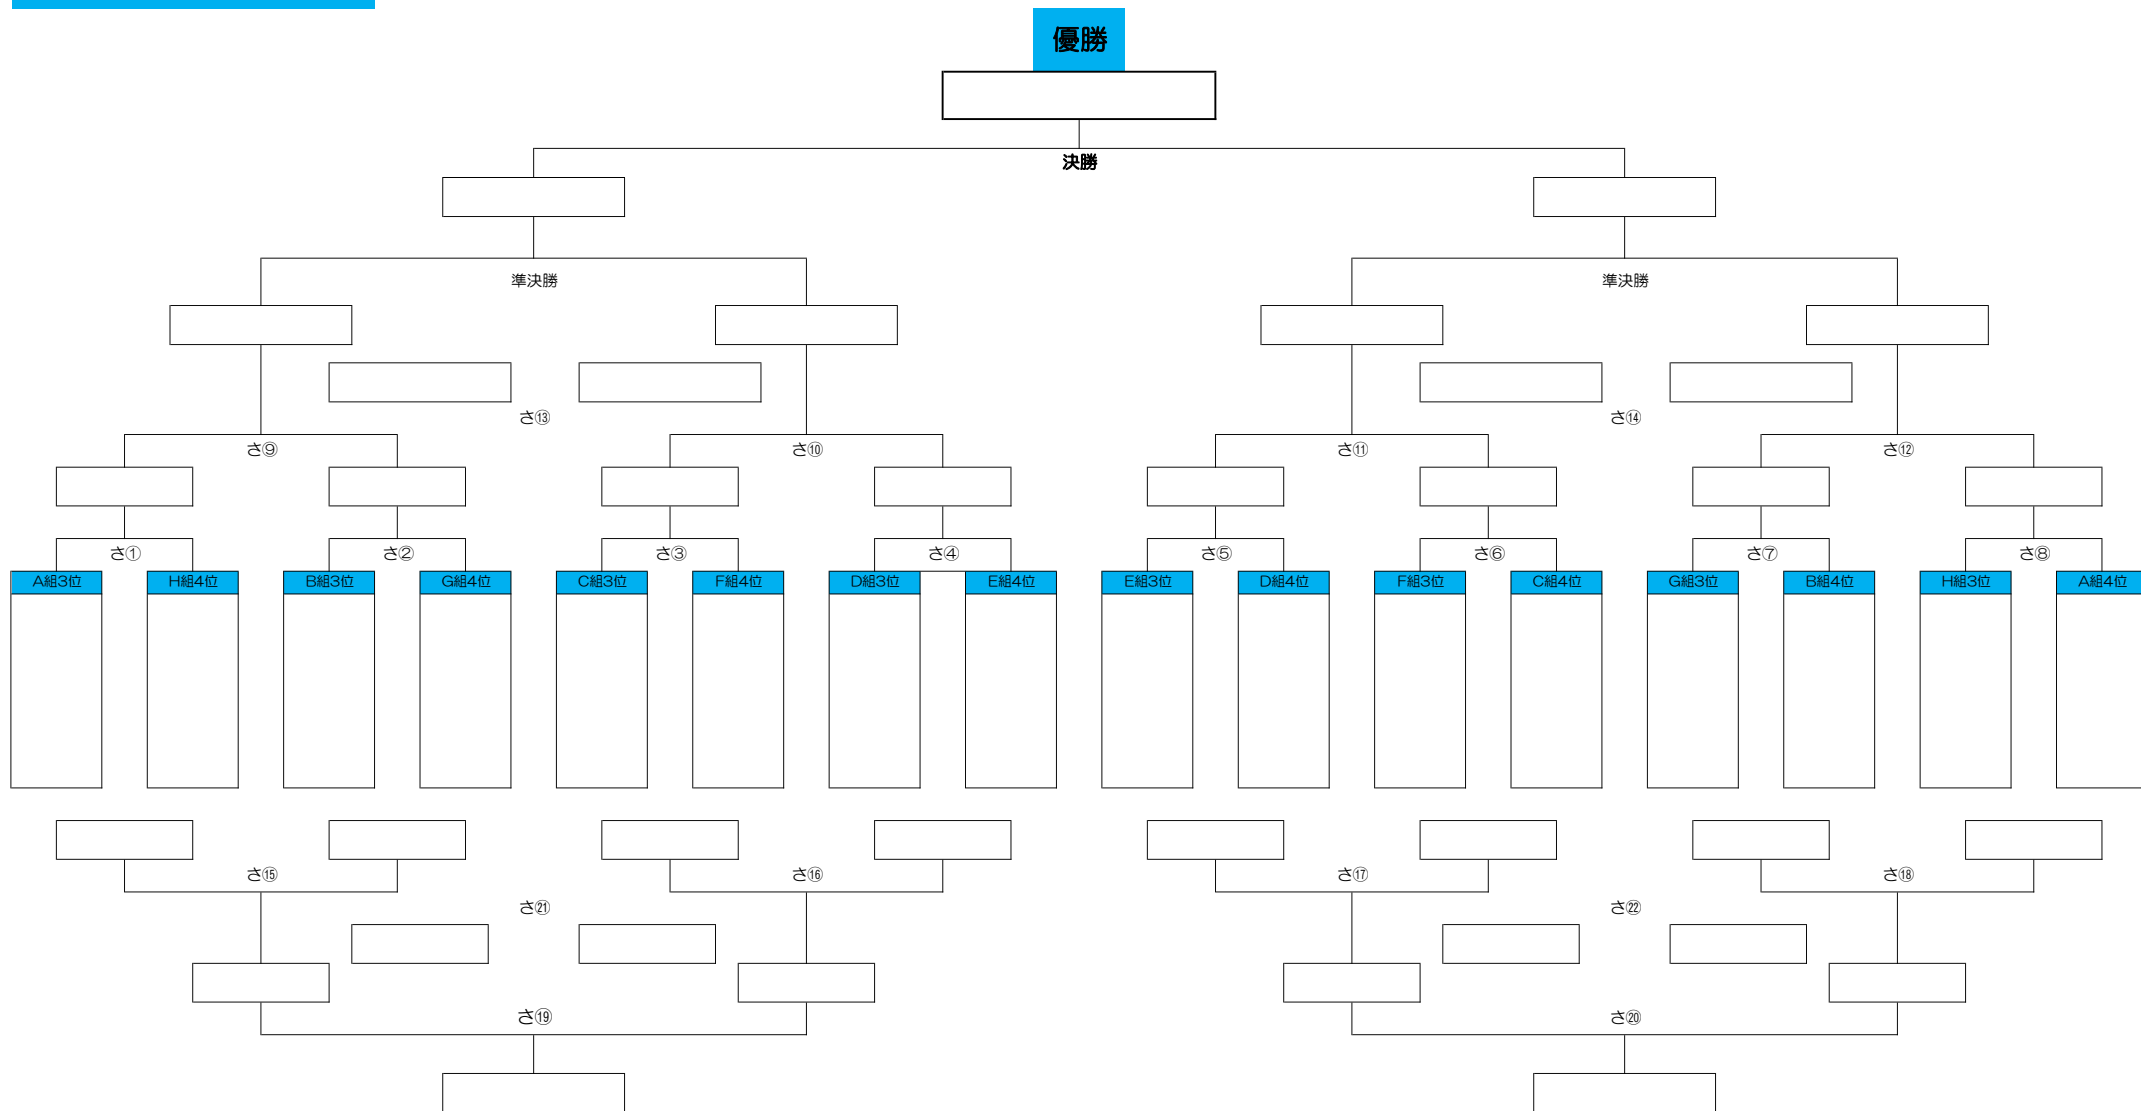 優勝
決勝
準決勝 準決勝
さ⑬ さ⑭
さ⑨ さ⑩ さ⑪ さ⑫
さ① さ② さ③ さ④ さ⑤ さ⑥ さ⑦ さ⑧
A組3位 H組4位 B組3位 G組4位 C組3位 F組4位 D組3位 E組4位 E組3位 D組4位 F組3位 C組4位 G組3位 B組4位 H組3位 A組4位
さ⑮ さ⑯ さ⑰ さ⑱
さ㉑ さ㉒
さ⑲ さ⑳